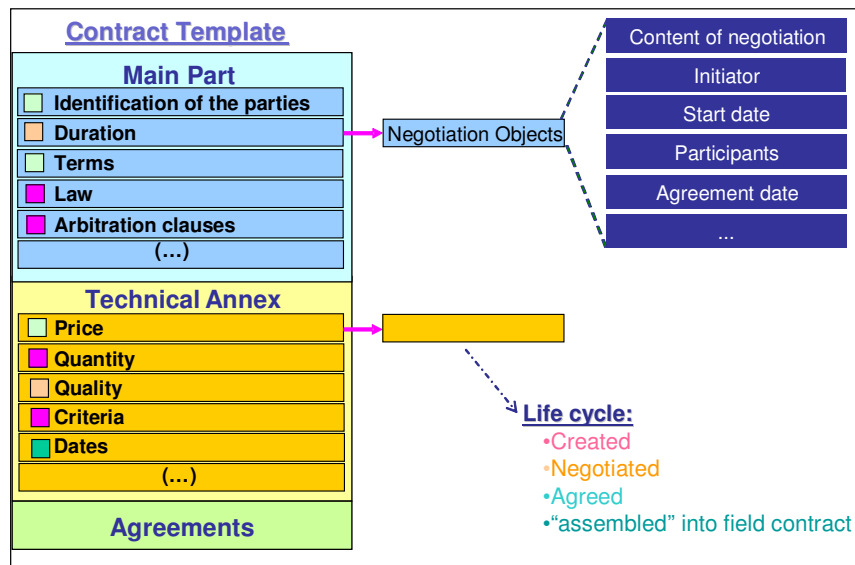 Contract Template
Main Part
Identification of the parties
Duration
Terms
Law
Arbitration clauses
(…)
Technical Annex
Price
Quantity
Quality
Criteria
Dates
(…)
Agreements
Negotiation Objects
Content of negotiation
Initiator
Start date
Participants
Agreement date
...
Life cycle:
•Created
•Negotiated
•Agreed
•“assembled” into field contract